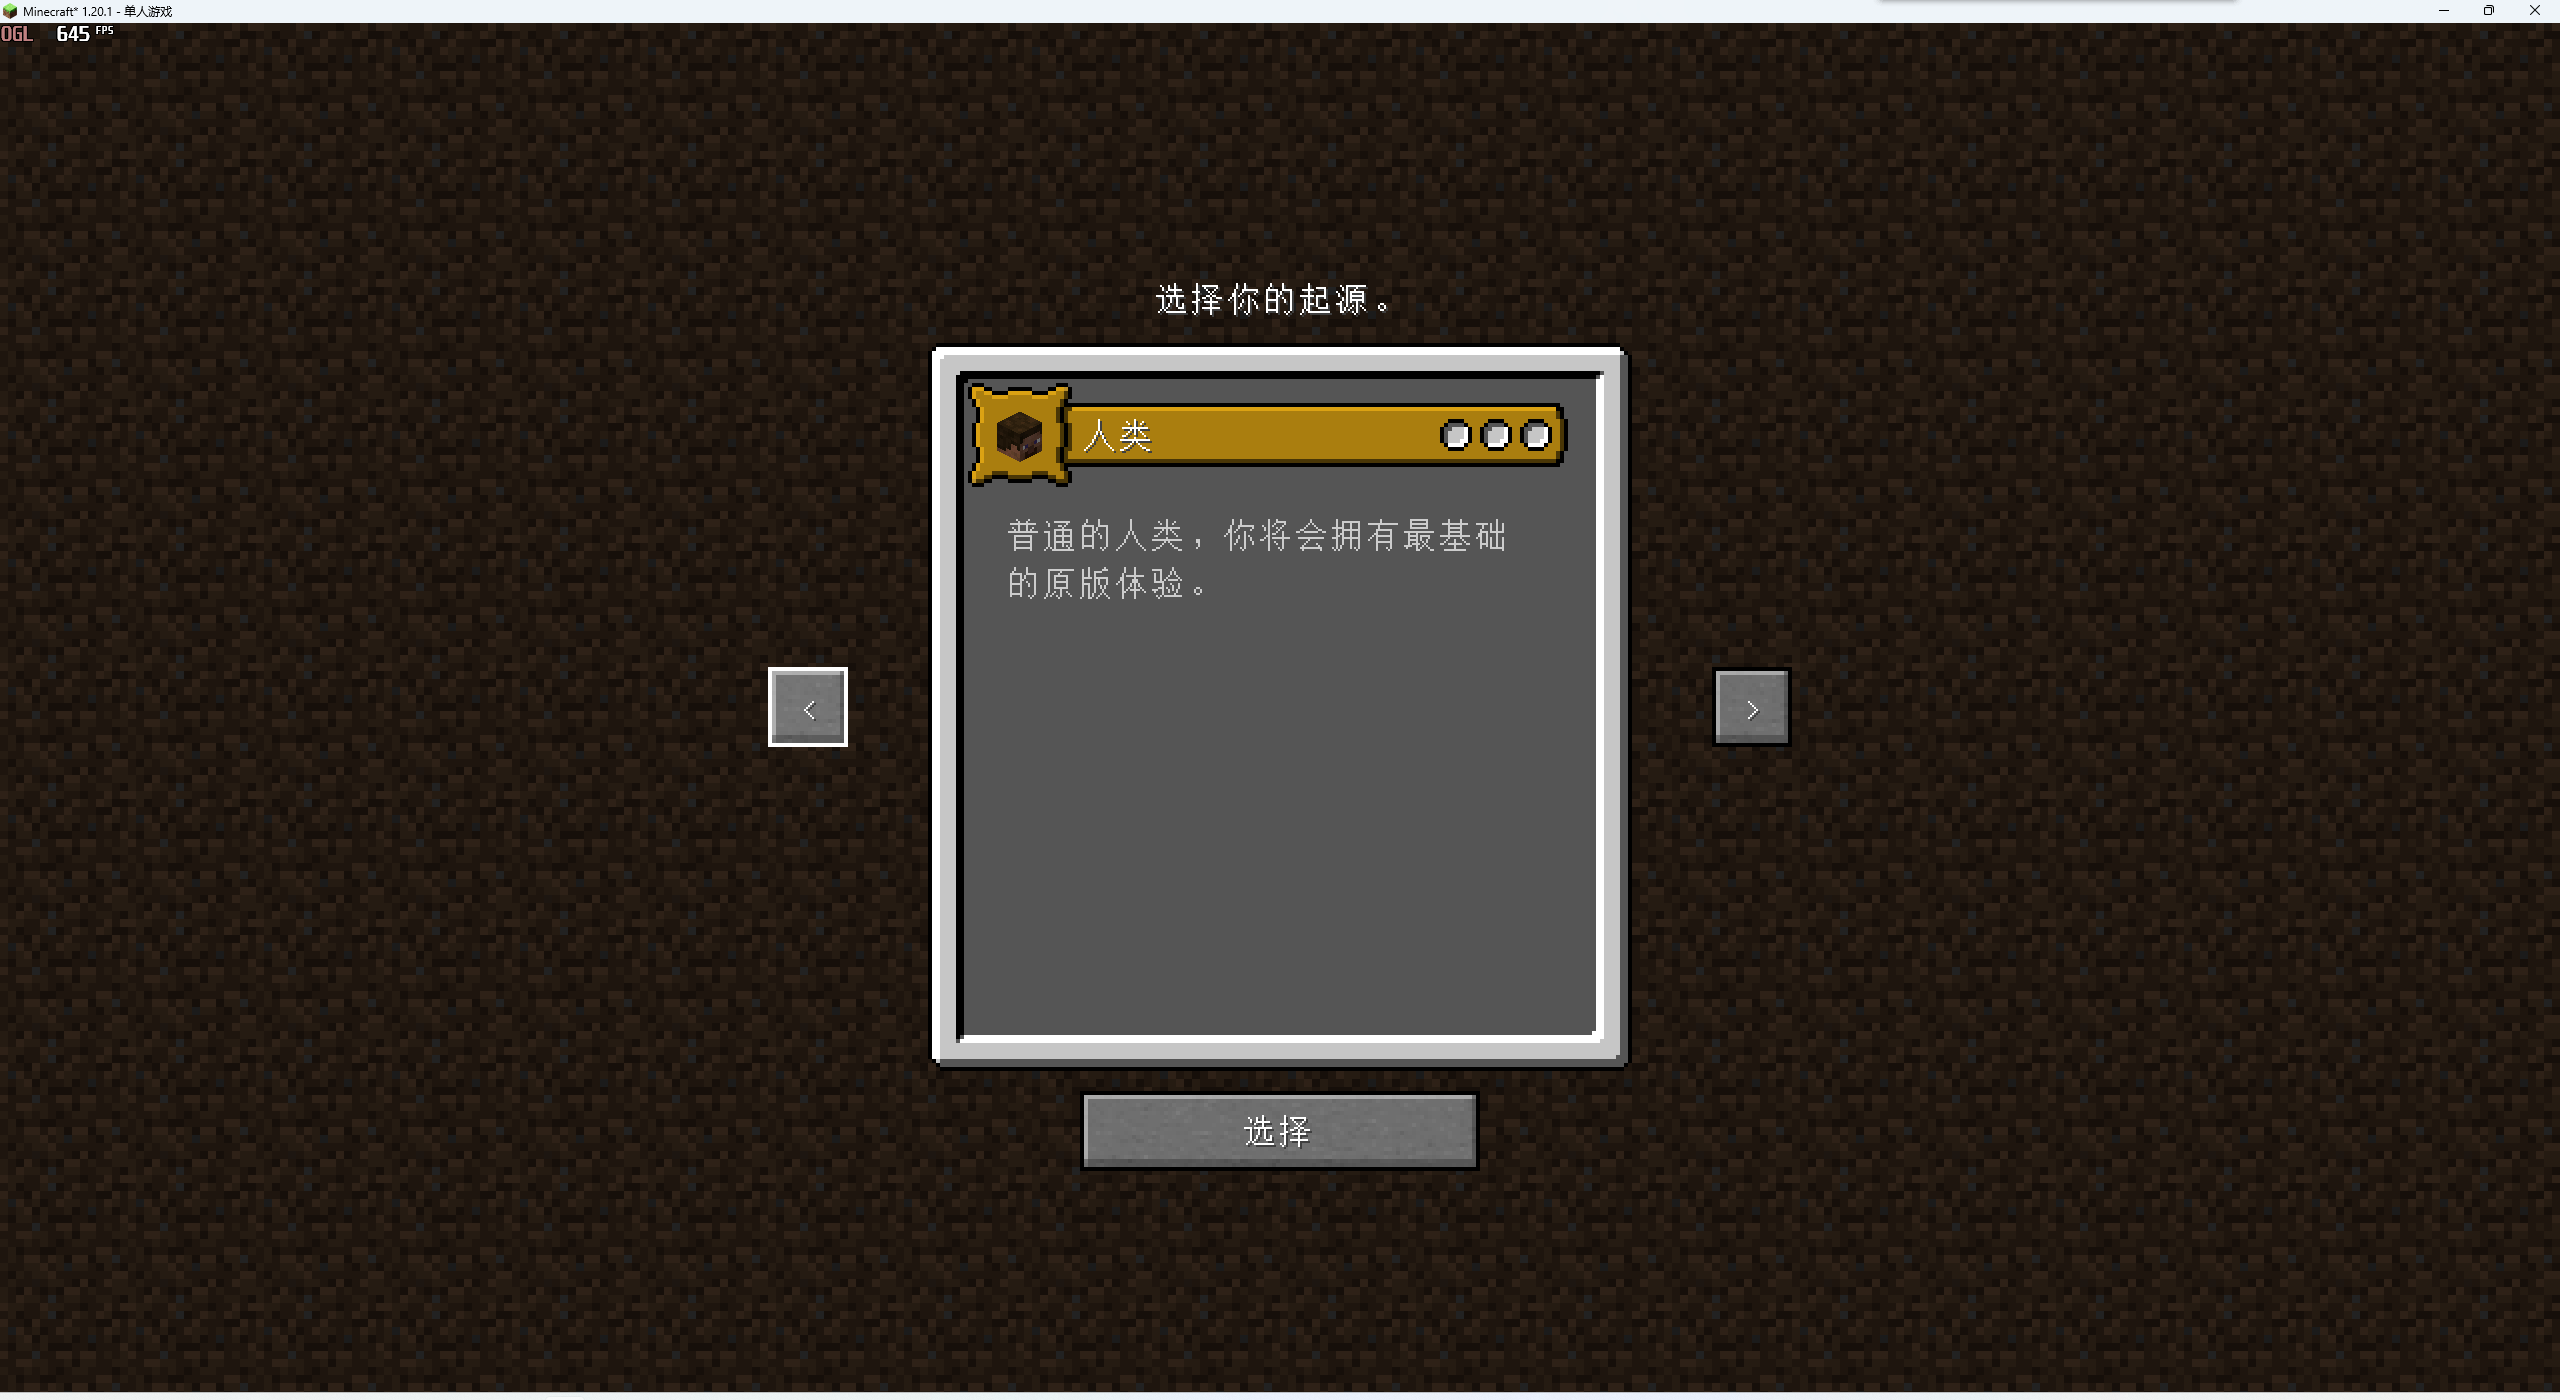 Minecraft* 1.20.1 - 单人游戏
OGL 645 FPS
选择你的起源。
人类
普通的人类，你将会拥有最基础
的原版体验。
<
>
选择